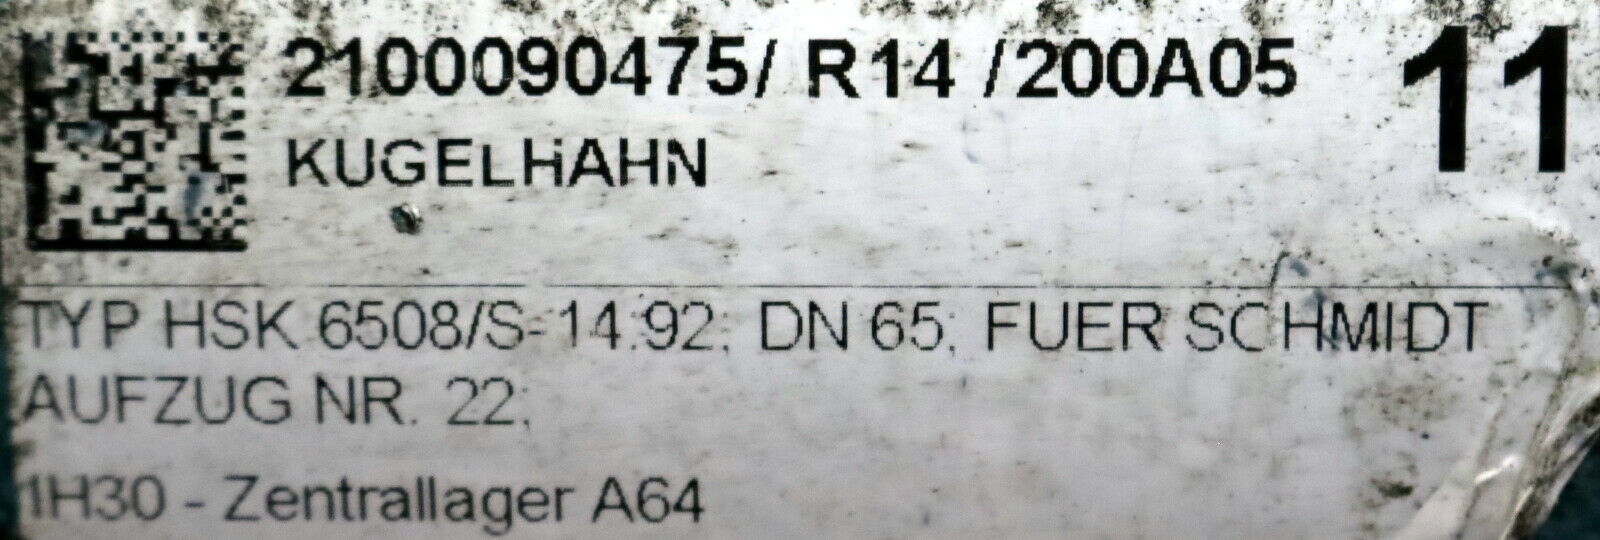 2100090475/ R14 /200A05 11
KUGELHAHN
TYP HSK 6508/S-14.92; DN 65; FUER SCHMIDT
AUFZUG NR. 22;
1H30 - Zentrallager A64